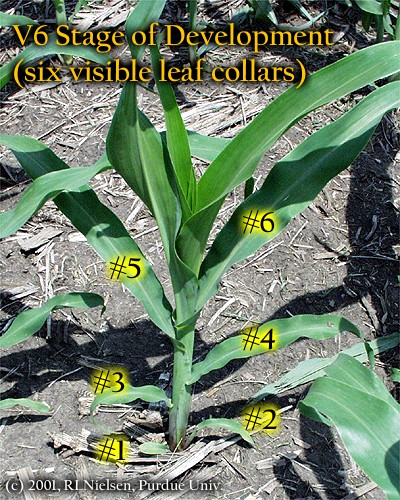 V6 Stage of Development
(six visible leaf collars)
#6
#5
#4
#3
#2
#1
(c) 2001, RLNielsen, Purdue Univ.